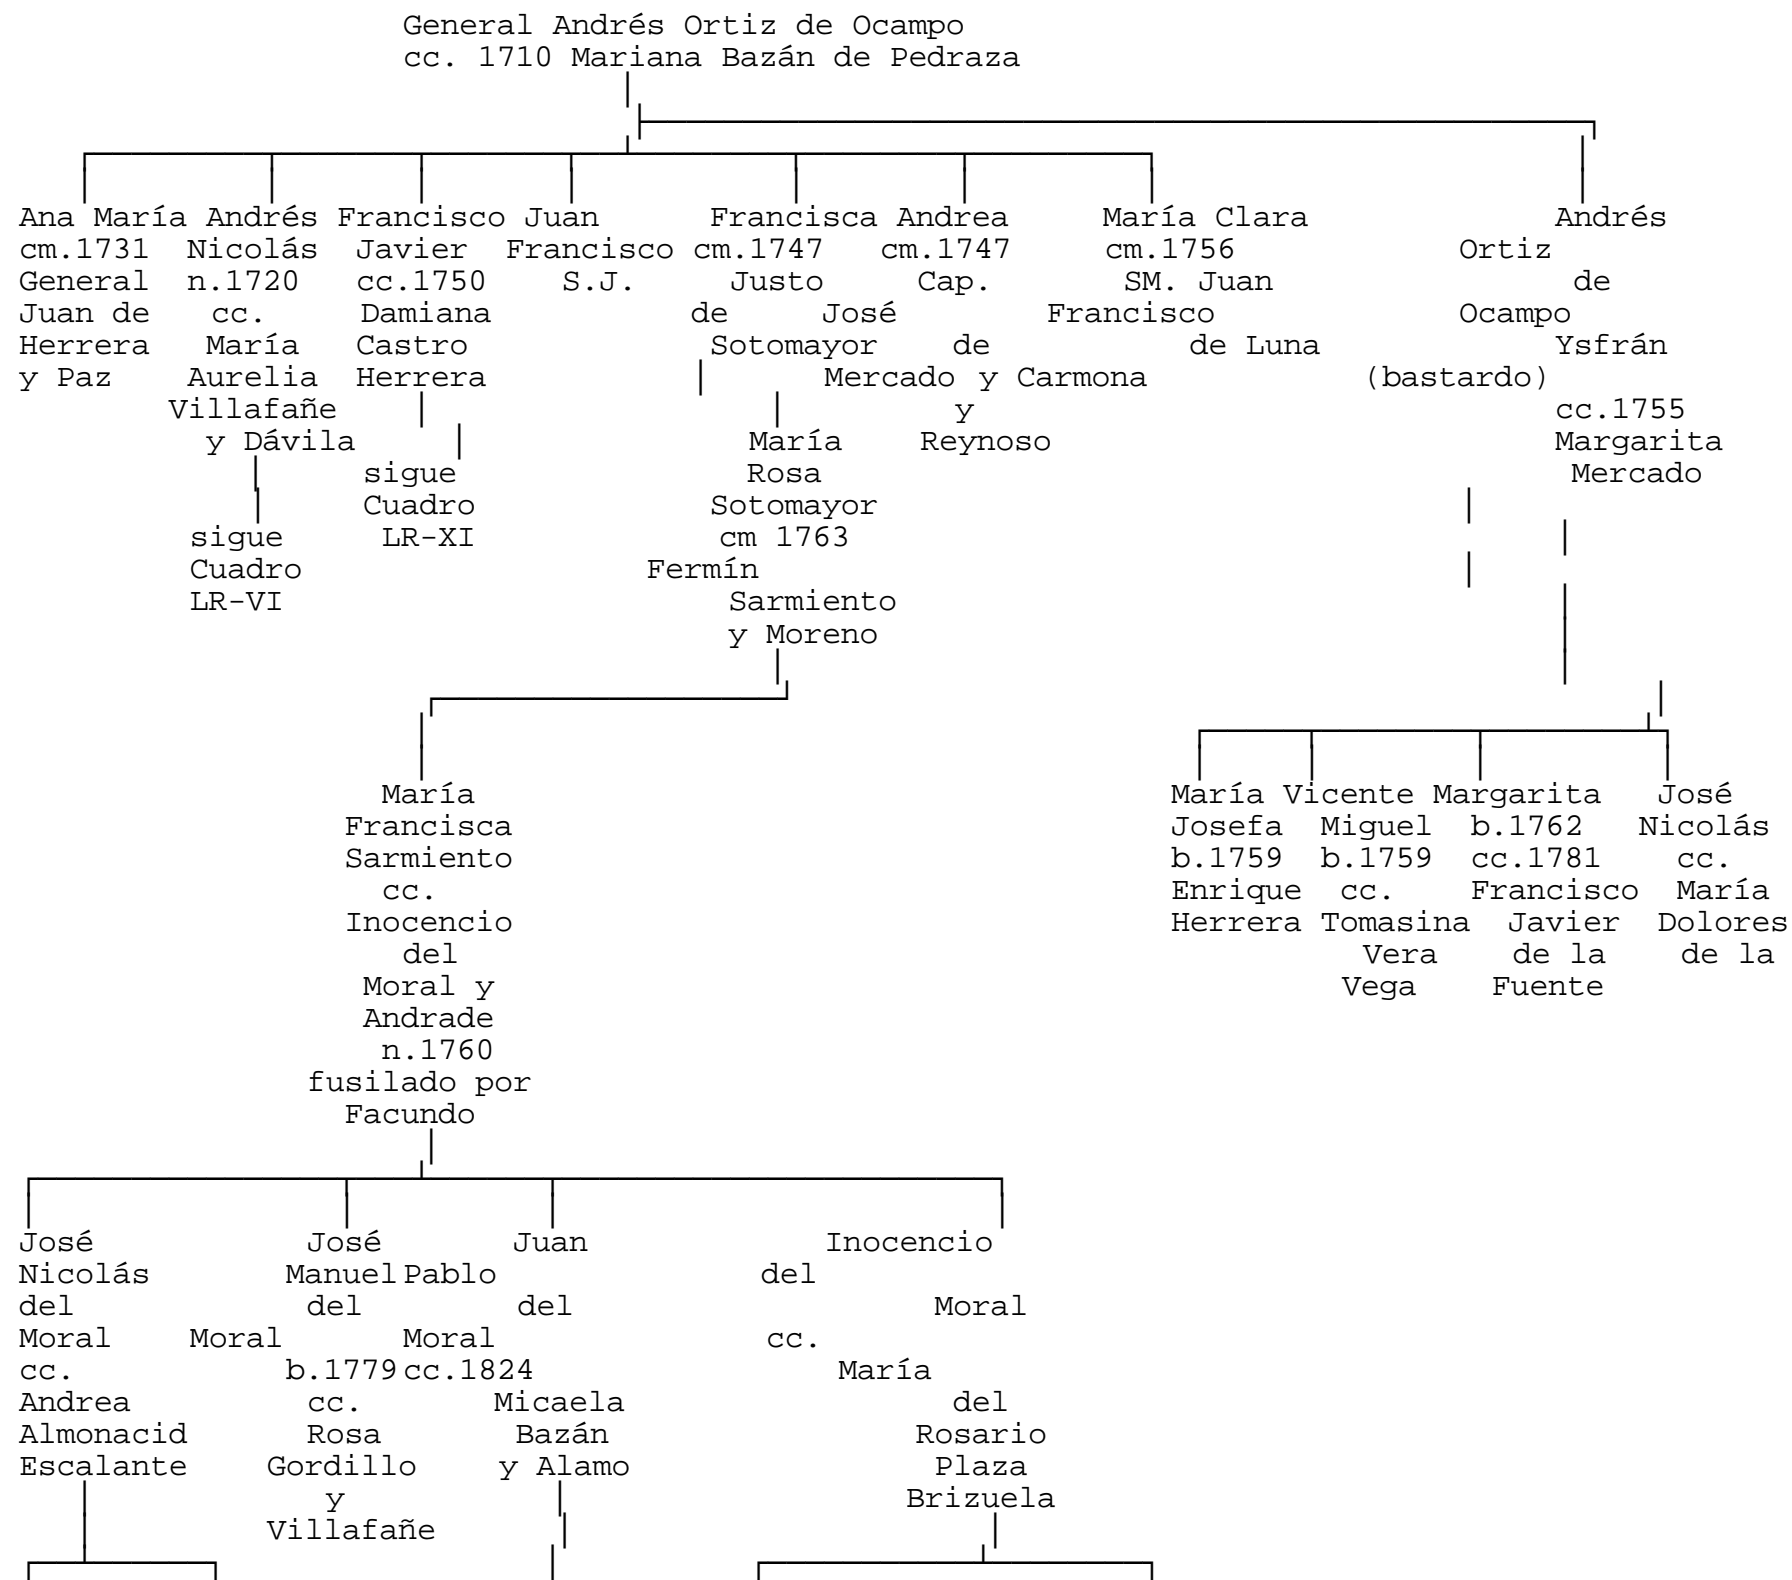 General Andrés Ortiz de Ocampo
cc. 1710 Mariana Bazán de Pedraza
Ana María Andrés Francisco Juan Francisca Andrea María Clara Andrés
cm.1731 Nicolás Javier Francisco cm.1747 cm.1747 cm.1756 Ortiz
General n.1720 cc.1750 S.J. Justo Cap. SM. Juan de
Juan de cc. Damiana de José Francisco Ocampo
Herrera María Castro Sotomayor de de Luna Ysfrán
y Paz Aurelia Herrera Mercado y Carmona (bastardo)
Villafañe y cc.1755
y Dávila María Reynoso Margarita
sigue Rosa Mercado
Cuadro Sotomayor
sigue LR-XI cm 1763
Cuadro Fermín
LR-VI Sarmiento
y Moreno
María María Vicente Margarita José
Francisca Josefa Miguel b.1762 Nicolás
Sarmiento b.1759 b.1759 cc.1781 cc.
cc. Enrique cc. Francisco María
Inocencio Herrera Tomasina Javier Dolores
del Vera de la de la
Moral y Vega Fuente
Andrade
n.1760
fusilado por
Facundo
José José Juan Inocencio
Nicolás Manuel Pablo del
del del del Moral
Moral Moral Moral cc.
cc. b.1779 cc.1824 María
Andrea cc. Micaela del
Almonacid Rosa Bazán Rosario
Escalante Gordillo y Alamo Plaza
y Brizuela
Villafañe